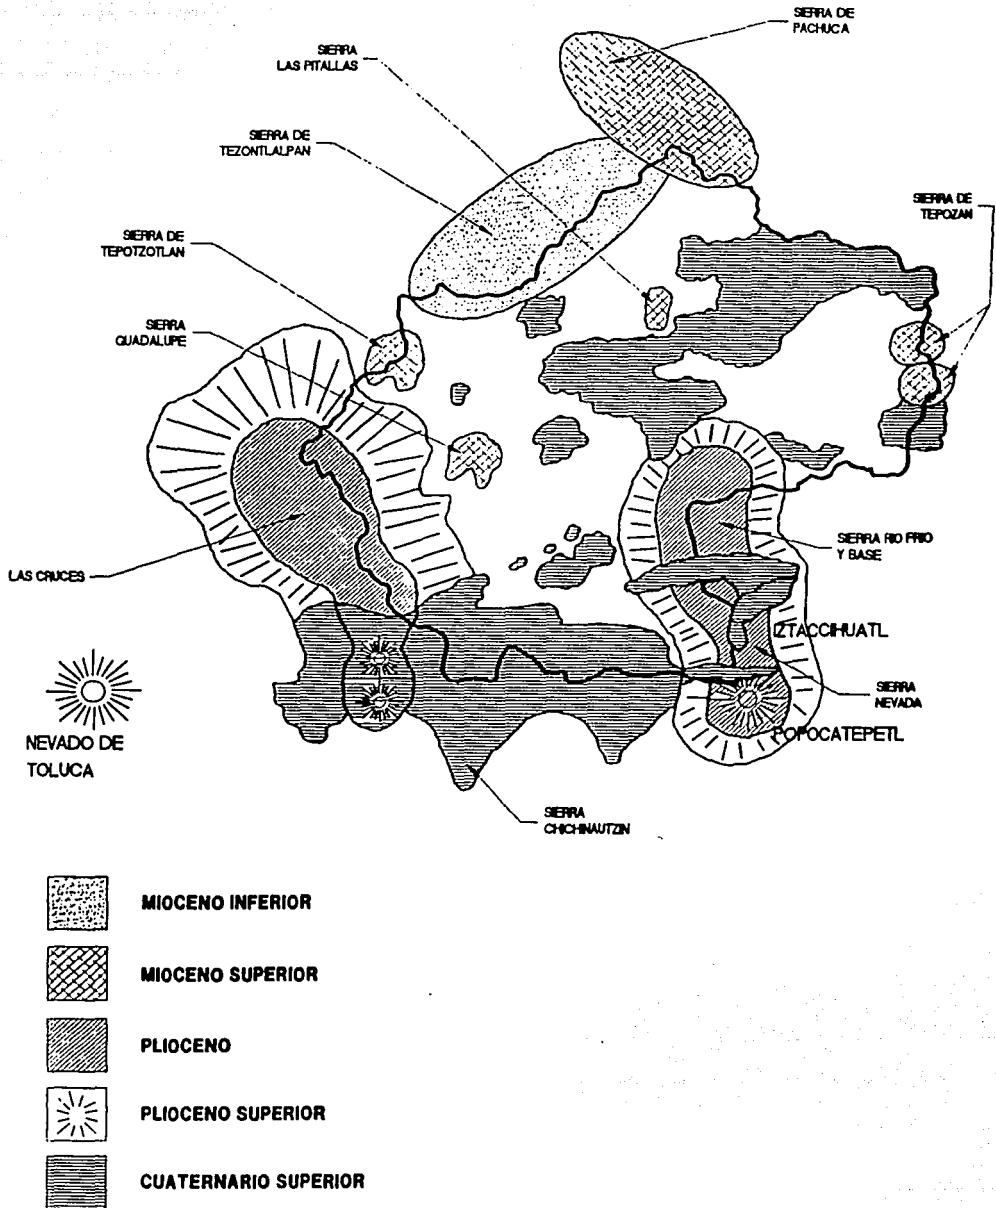 SIERRA DE
PACHUCA
SIERRA
LAS PITALLAS
SIERRA DE
TEZONTLALPAN
SIERRA DE
TEPOZAN
SIERRA DE
TEPOTZOTLAN
SIERRA
GUADALUPE
SIERRA RIO FRIO
Y BASE
LAS CRUCES
IZTACCIHUATL
SIERRA
NEVADA
NEVADO DE
TOLUCA
POPOCATEPETL
SIERRA
CHICHINAUTZIN
MIOCENO INFERIOR
MIOCENO SUPERIOR
PLIOCENO
PLIOCENO SUPERIOR
CUATERNARIO SUPERIOR